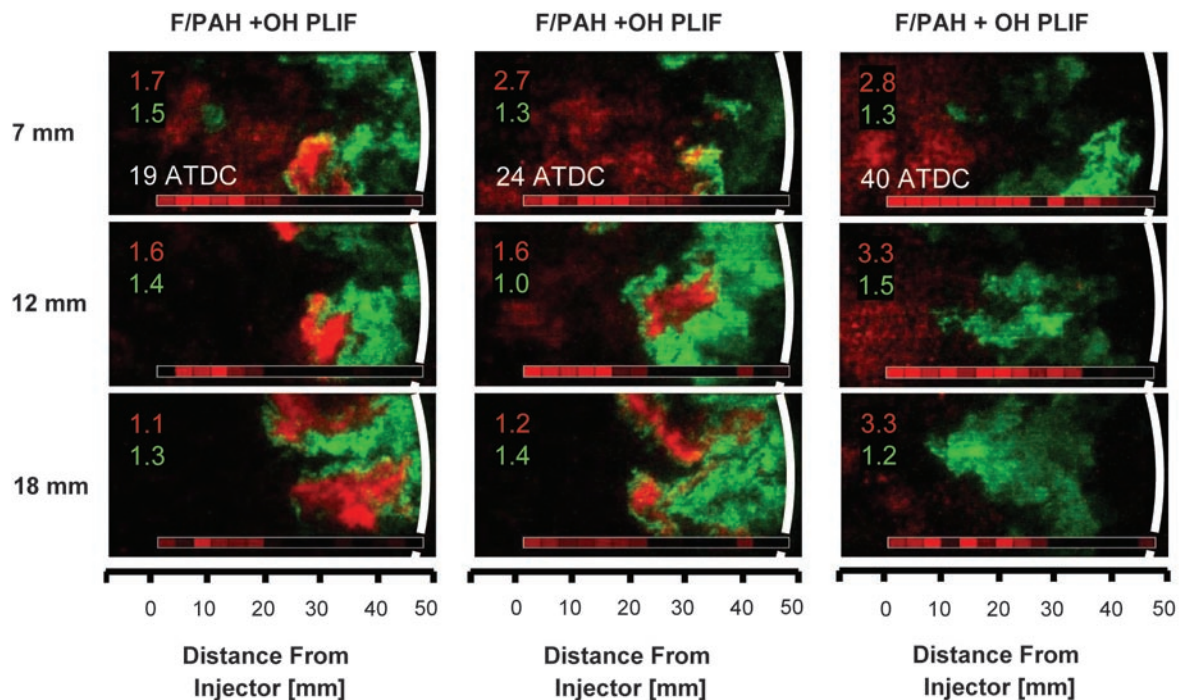 F/PAH +OH PLIF
F/PAH +OH PLIF
F/PAH + OH PLIF
7 mm
1.7
1.5
19 ATDC
2.7
1.3
24 ATDC
2.8
1.3
40 ATDC
12 mm
1.6
1.4
1.6
1.0
3.3
1.5
18 mm
1.1
1.3
1.2
1.4
3.3
1.2
0 10 20 30 40 50
0 10 20 30 40 50
0 10 20 30 40 50
Distance From
Injector [mm]
Distance From
Injector [mm]
Distance From
Injector [mm]